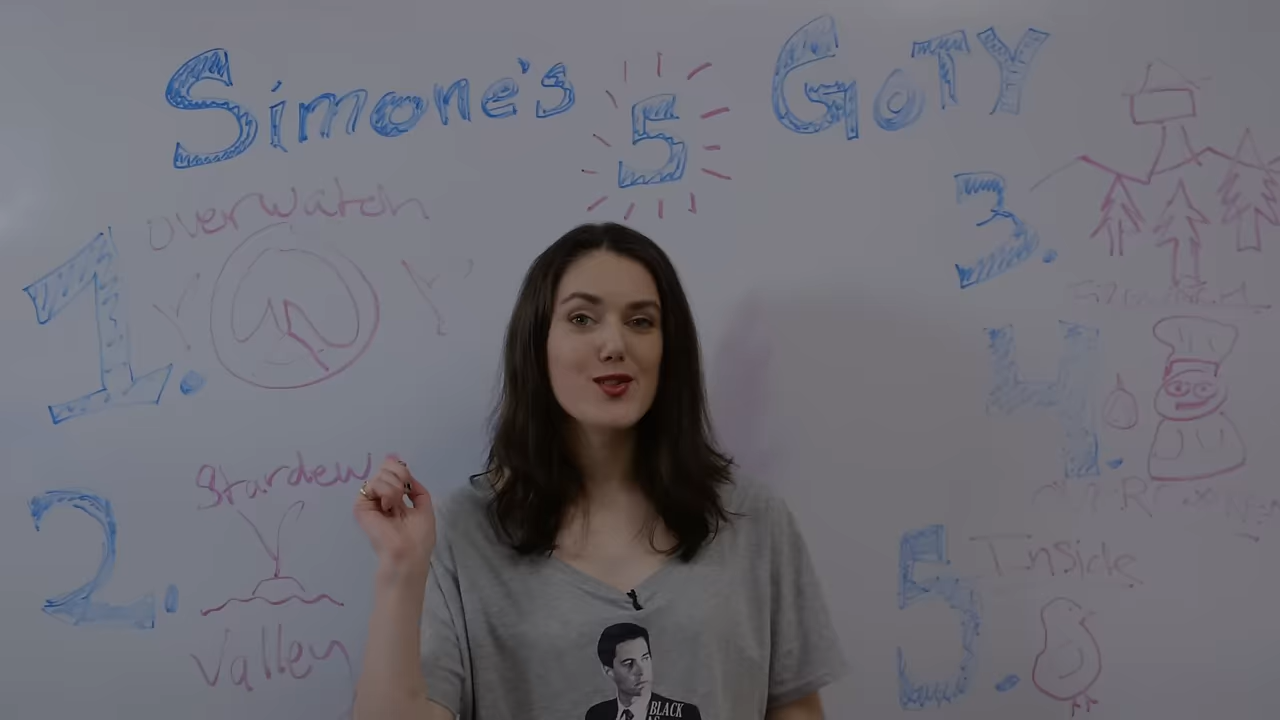 Simone's 5 GOTY
overwatch
1.
2.
Stardew
Valley
3.
4.
5.
Inside
BLACK